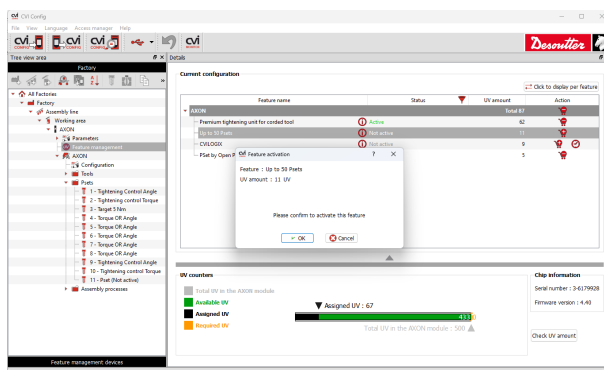 CVI Config
File View Language Access manager Help
CVI CONFIG CVI CONFIG CVI CONFIG CVI CONFIG Desoutter
Tree view area Details
Factory
All Factories
Factory
Assembly line
Working area
AXON
Parameters
Feature management
AXON
Configuration
Tools
Psets
1 - Tightening Control Angle
2 - Tightening control Torque
3 - Target 5 Nm
4 - Torque OR Angle
5 - Torque OR Angle
6 - Torque OR Angle
7 - Torque OR Angle
8 - Torque OR Angle
9 - Tightening Control Angle
10 - Tightening control Torque
11 - Pset (Not active)
Assembly processes
Feature management devices
Current configuration
Click to display per feature
Feature name Status UV amount Action
AXON Total 87
Premium tightening unit for corded tool Active 62
Up to 50 Psets Not active 11
CVILOGIX Not active 9
PSet by Open P 5
Feature activation ? X
Feature : Up to 50 Psets
UV amount : 11 UV
Please confirm to activate this feature
OK Cancel
UV counters
Total UV in the AXON module
Available UV
Assigned UV
Required UV
Assigned UV : 67
433
Total UV in the AXON module : 500
Chip information
Serial number : 3-6179928
Firmware version : 4.40
Check UV amount